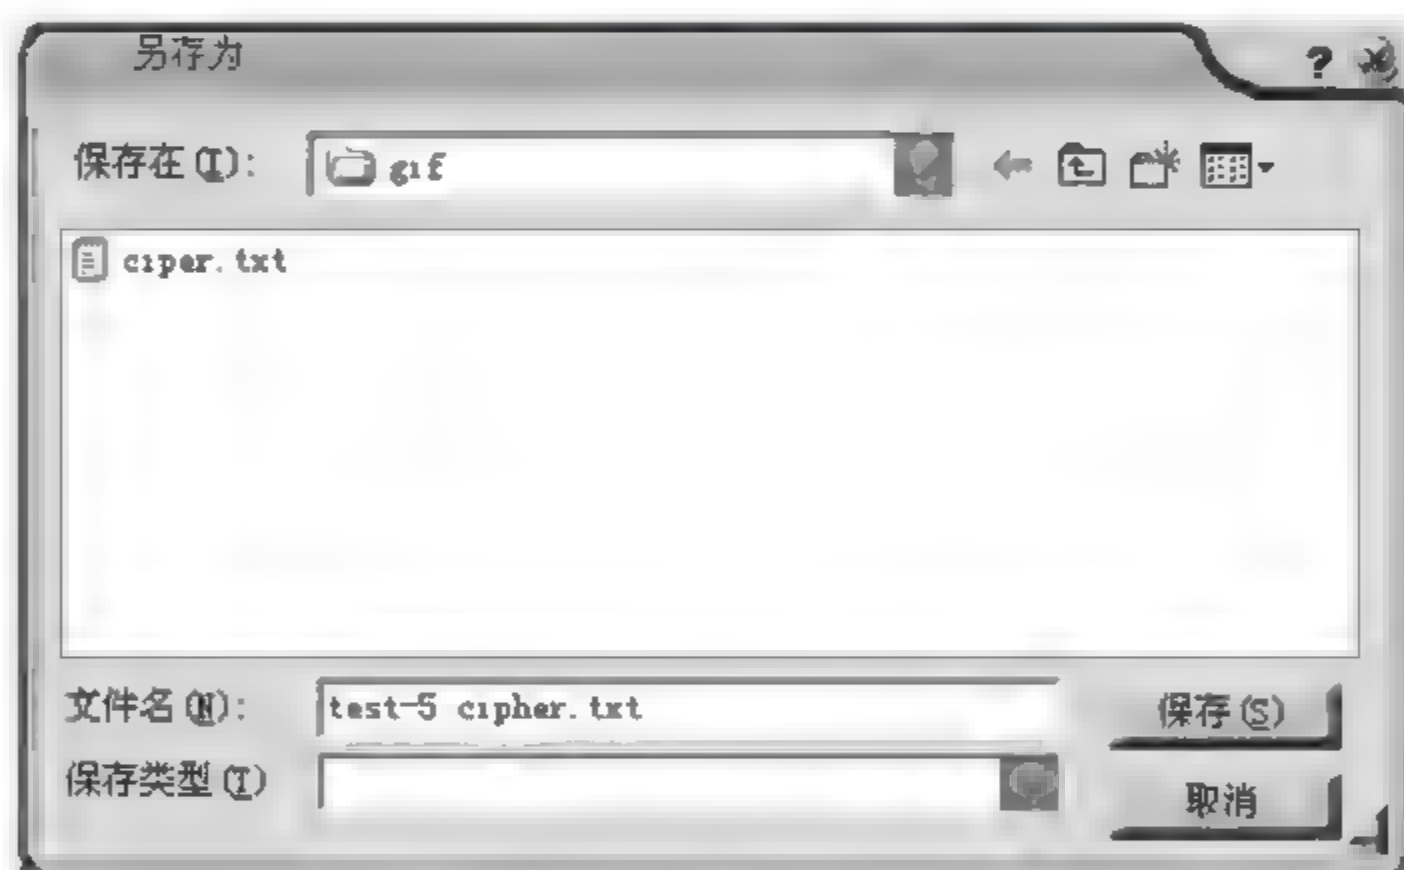 另存为
?
保存在(I): gif
ciper.txt
文件名(N): test-5 cipher.txt 保存(S)
保存类型(T) 取消